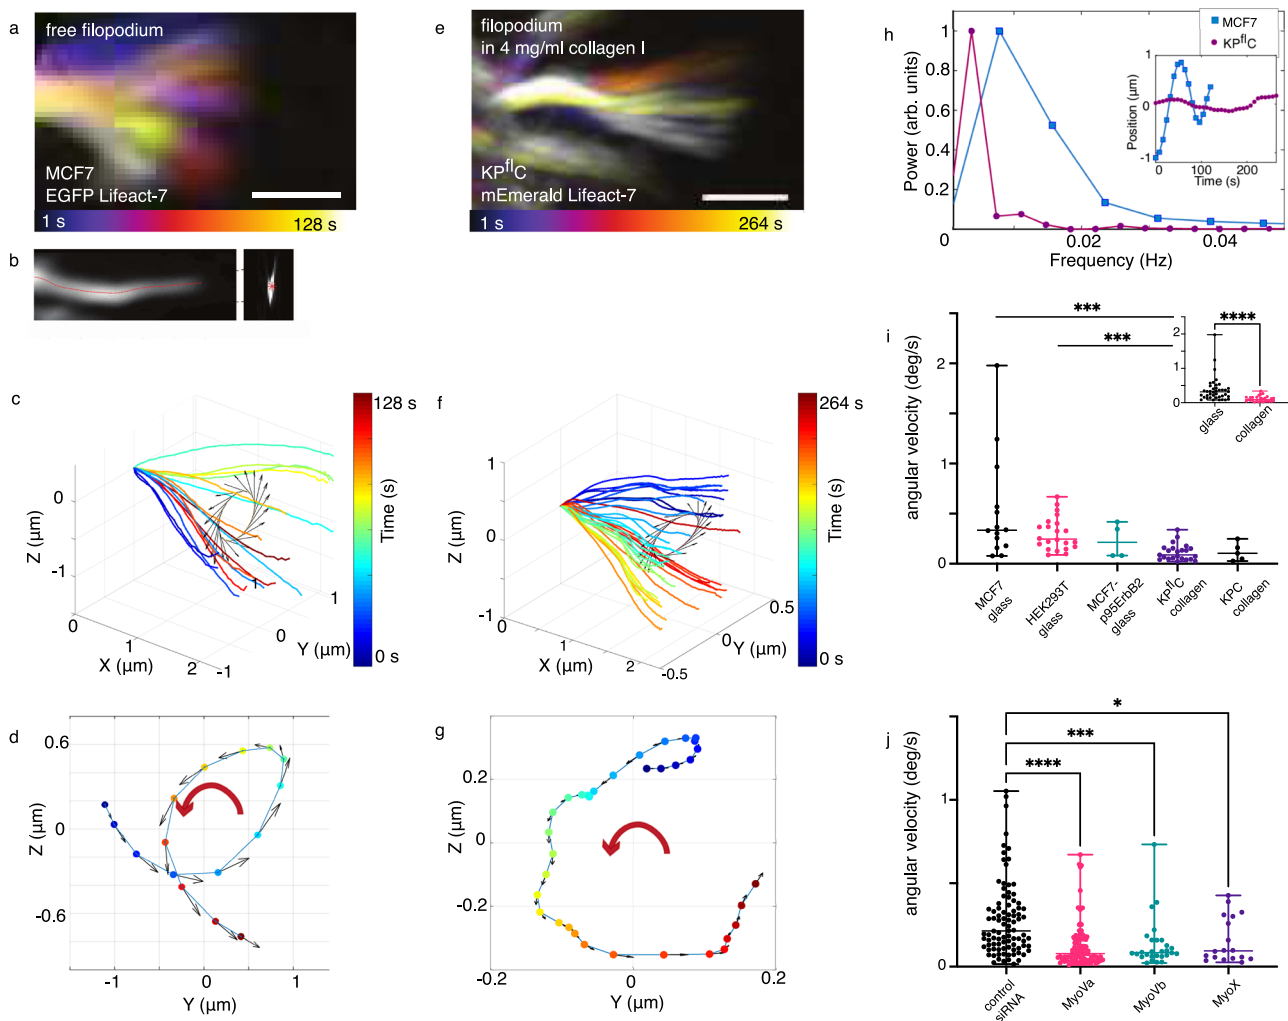 a
free filopodium
MCF7
EGFP Lifeact-7
1 s
128 s
b
c
0
-1
Z (µm)
0
1
2
X (µm)
-1
0
1
1
Y (µm)
128 s
Time (s)
0 s
d
0.6
0
-0.6
Z (µm)
-1
0
1
Y (µm)
e
filopodium
in 4 mg/ml collagen I
KPflC
mEmerald Lifeact-7
1 s
264 s
f
1
0
-1
Z (µm)
0
1
2
X (µm)
-0.5
0
0.5
Y (µm)
264 s
Time (s)
0 s
g
0.2
0
-0.2
Z (µm)
-0.2
0
0.2
Y (µm)
h
MCF7
KPflC
1
0.8
0.6
0.4
0.2
Power (arb. units)
0.02
0.04
Frequency (Hz)
1
0
-1
Position (µm)
0
100
200
Time (s)
i
***
***
2
1
0
angular velocity (deg/s)
MCF7
glass
HEK293T
glass
MCF7-
p95ErbB2
glass
KPflC
collagen
KPC
collagen
****
2
1
0
glass
collagen
j
*
***
****
1
0
angular velocity (deg/s)
control
siRNA
MyoVa
MyoVb
MyoX